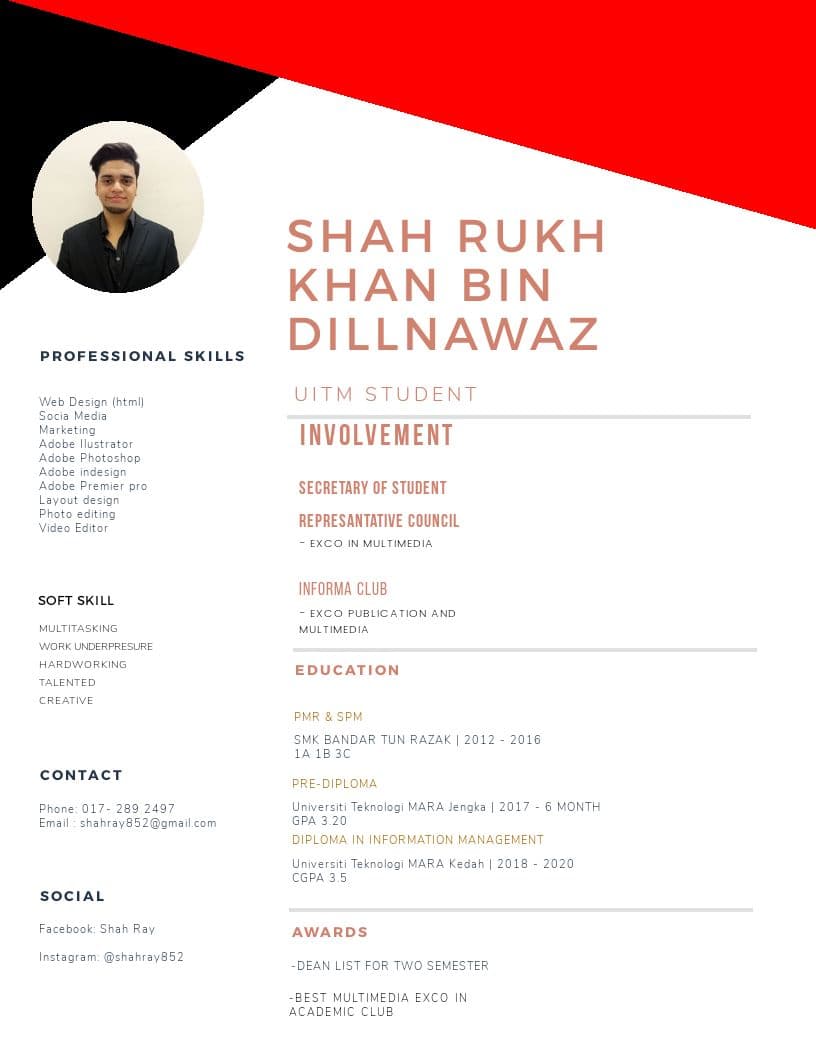 SHAH RUKH
KHAN BIN
DILLNAWAZ
UITM STUDENT
PROFESSIONAL SKILLS
Web Design (html)
Socia Media
Marketing
Adobe Ilustrator
Adobe Photoshop
Adobe indesign
Adobe Premier pro
Layout design
Photo editing
Video Editor
SOFT SKILL
MULTITASKING
WORK UNDERPRESURE
HARDWORKING
TALENTED
CREATIVE
CONTACT
Phone: 017- 289 2497
Email : shahray852@gmail.com
SOCIAL
Facebook: Shah Ray
Instagram: @shahray852
INVOLVEMENT
SECRETARY OF STUDENT
REPRESANTATIVE COUNCIL
- EXCO IN MULTIMEDIA
INFORMA CLUB
- EXCO PUBLICATION AND
MULTIMEDIA
EDUCATION
PMR & SPM
SMK BANDAR TUN RAZAK | 2012 - 2016
1A 1B 3C
PRE-DIPLOMA
Universiti Teknologi MARA Jengka | 2017 - 6 MONTH
GPA 3.20
DIPLOMA IN INFORMATION MANAGEMENT
Universiti Teknologi MARA Kedah | 2018 - 2020
CGPA 3.5
AWARDS
-DEAN LIST FOR TWO SEMESTER
-BEST MULTIMEDIA EXCO IN
ACADEMIC CLUB